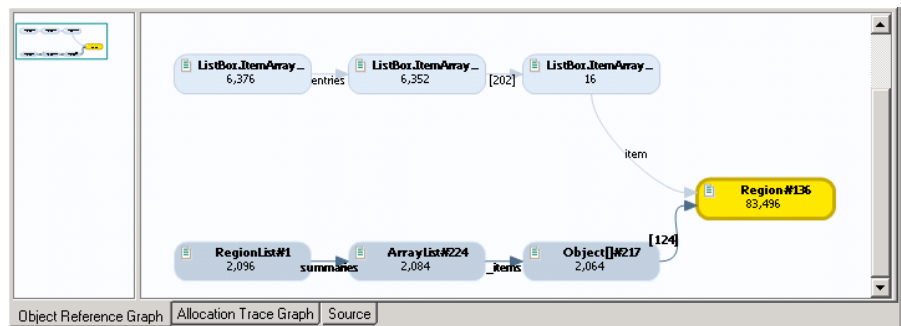 ListBox.ItemArray_ ListBox.ItemArray_ ListBox.ItemArray_
6,376 entries 6,352 [202] 16
item
Region#136
83,496
[124]
RegionList#1 ArrayList#224 Object[]#217
2,096 summaries 2,084 _items 2,064
Object Reference Graph Allocation Trace Graph Source